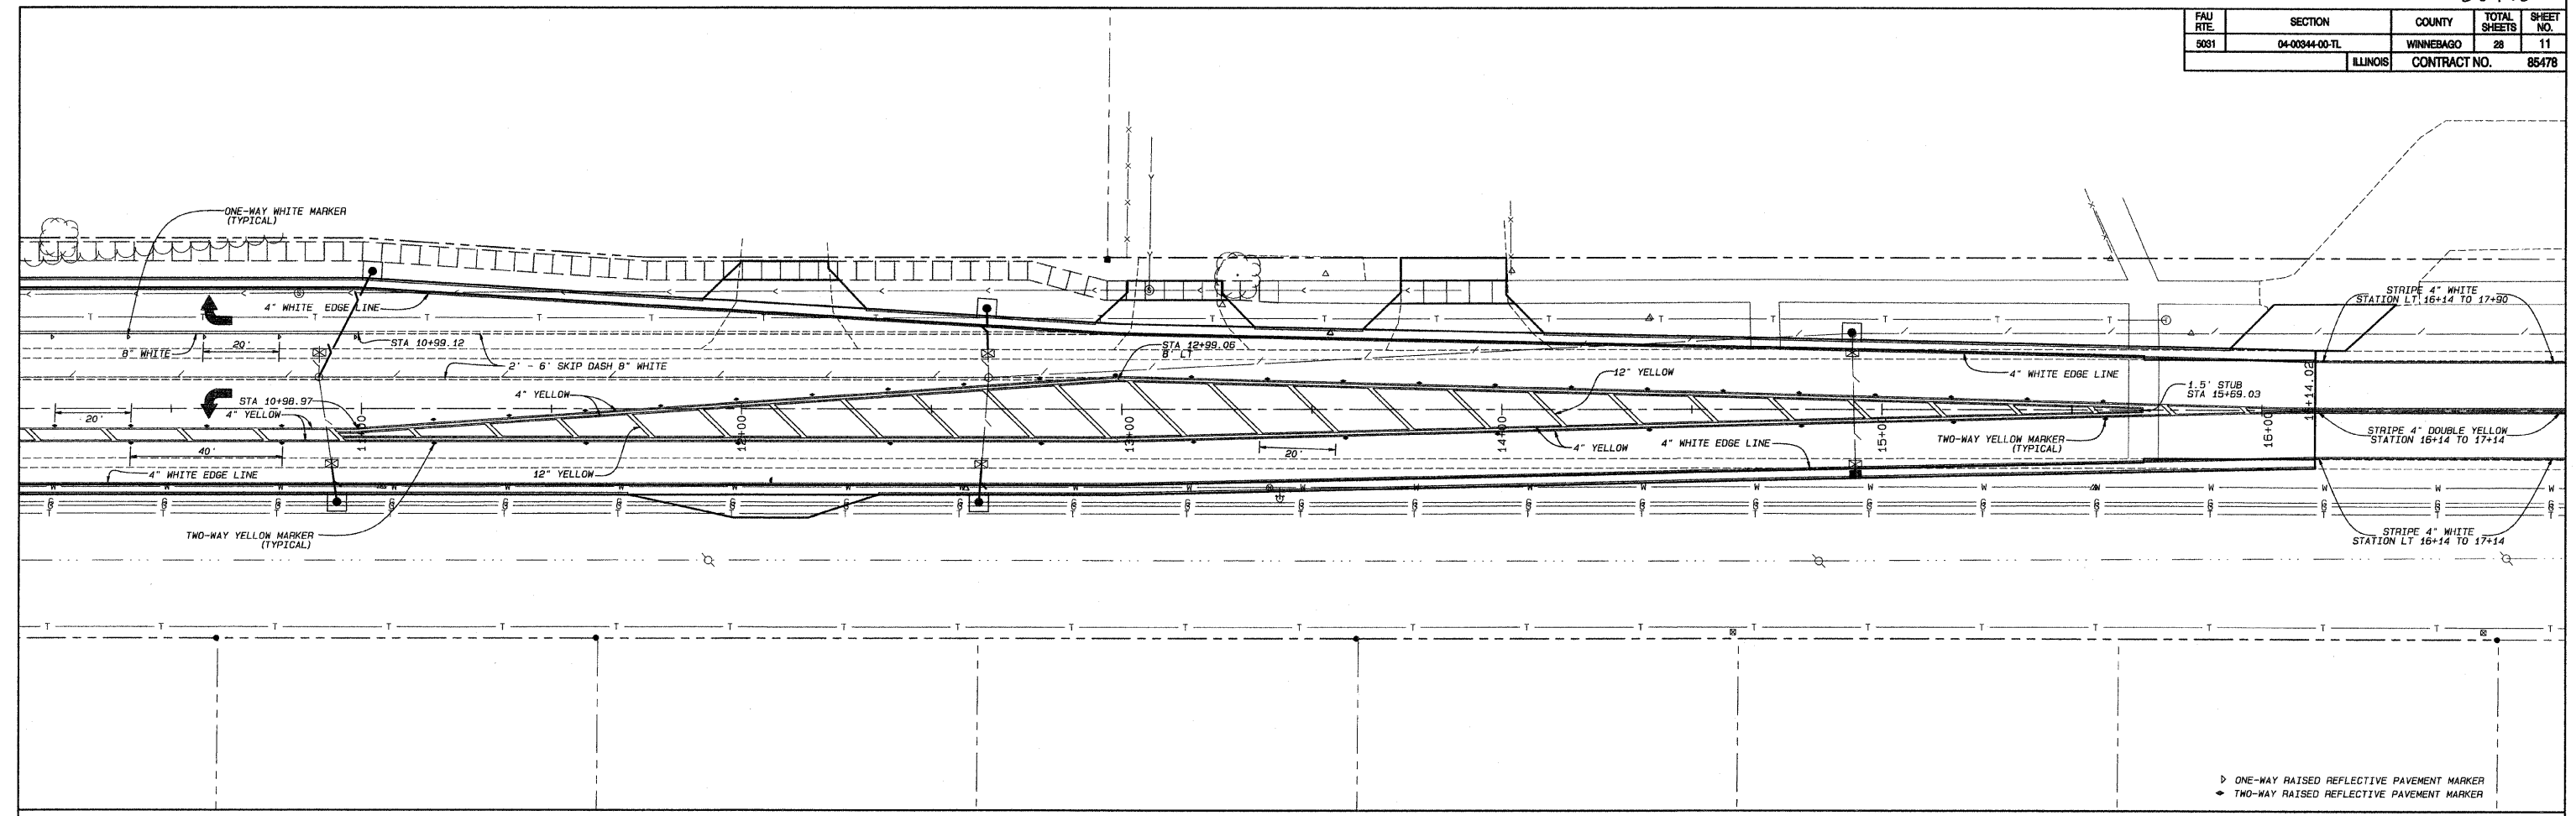 FAU RTE. SECTION COUNTY TOTAL SHEETS SHEET NO.
5031 04-00344-00-TL WINNEBAGO 28 11
ILLINOIS CONTRACT NO. 85478
ONE-WAY WHITE MARKER
(TYPICAL)
4" WHITE EDGE LINE
8" WHITE
20'
STA 10+99.12
2' - 6' SKIP DASH 8" WHITE
STA 12+99.06
8' LT
12" YELLOW
4" WHITE EDGE LINE
1.5' STUB
STA 15+69.03
STRIPE 4" WHITE
STATION LT 16+14 TO 17+90
16+14.02
STA 10+98.97
4" YELLOW
4" YELLOW
20'
40'
4" WHITE EDGE LINE
12" YELLOW
11+00
12+00
13+00
14+00
15+00
16+00
20'
4" YELLOW
4" WHITE EDGE LINE
TWO-WAY YELLOW MARKER
(TYPICAL)
STRIPE 4" DOUBLE YELLOW
STATION 16+14 TO 17+14
TWO-WAY YELLOW MARKER
(TYPICAL)
STRIPE 4" WHITE
STATION LT 16+14 TO 17+14
ONE-WAY RAISED REFLECTIVE PAVEMENT MARKER
TWO-WAY RAISED REFLECTIVE PAVEMENT MARKER